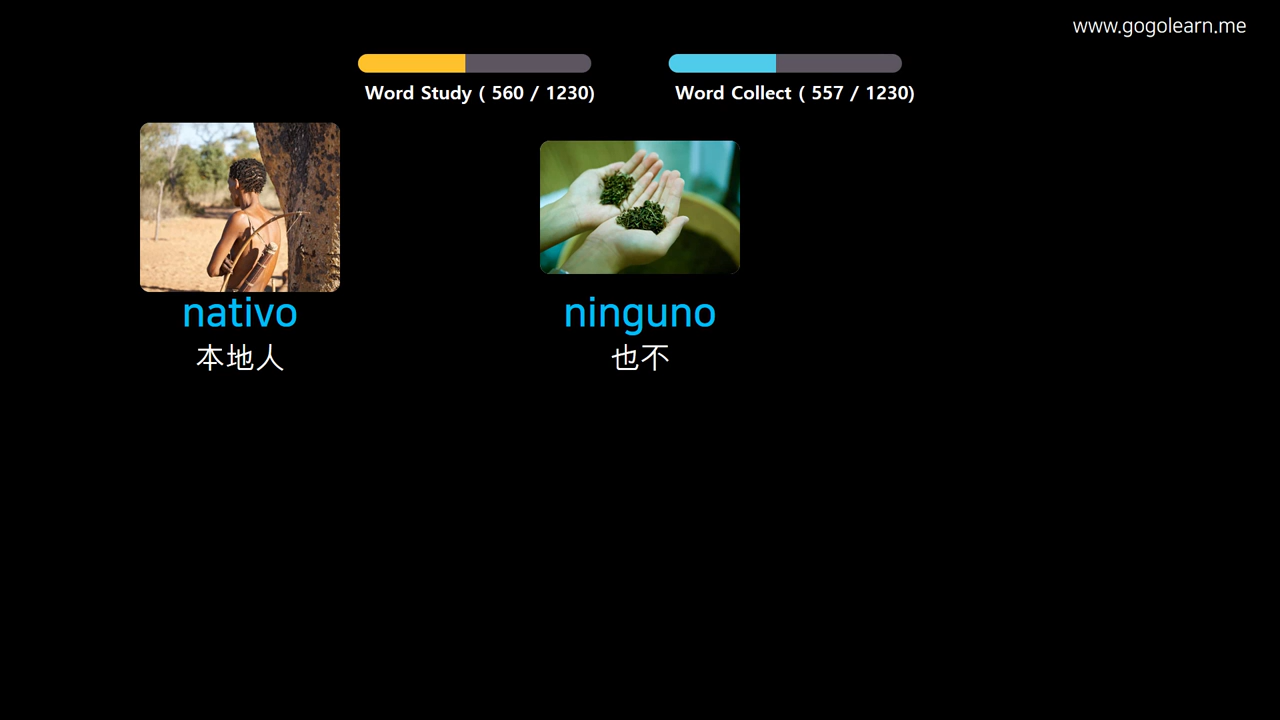 www.gogolearn.me
Word Study ( 560 / 1230)
Word Collect ( 557 / 1230)
nativo
本地人
ninguno
也不